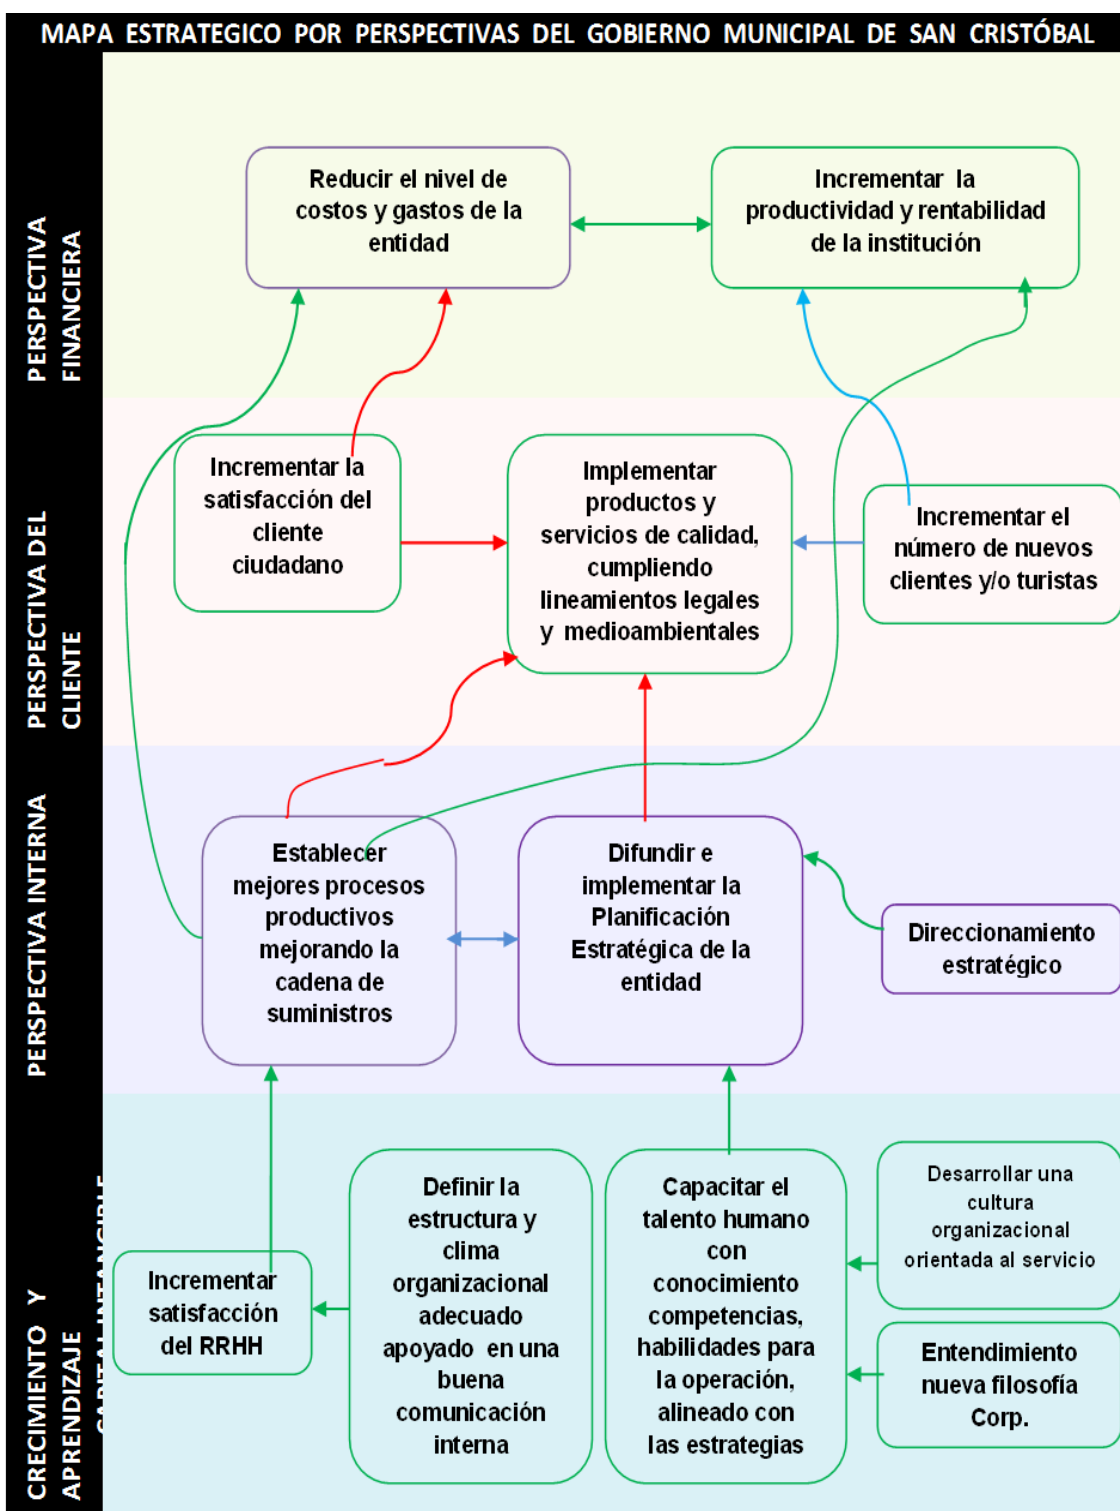 MAPA ESTRATEGICO POR PERSPECTIVAS DEL GOBIERNO MUNICIPAL DE SAN CRISTÓBAL
PERSPECTIVA
FINANCIERA
Reducir el nivel de
costos y gastos de la
entidad
Incrementar la
productividad y rentabilidad
de la institución
PERSPECTIVA DEL
CLIENTE
Incrementar la
satisfacción del
cliente
ciudadano
Implementar
productos y
servicios de calidad,
cumpliendo
lineamientos legales
y medioambientales
Incrementar el
número de nuevos
clientes y/o turistas
PERSPECTIVA INTERNA
Establecer
mejores procesos
productivos
mejorando la
cadena de
suministros
Difundir e
implementar la
Planificación
Estratégica de la
entidad
Direccionamiento
estratégico
CRECIMIENTO Y
APRENDIZAJE
Incrementar
satisfacción
del RRHH
Definir la
estructura y
clima
organizacional
adecuado
apoyado en una
buena
comunicación
interna
Capacitar el
talento humano
con
conocimiento
competencias,
habilidades para
la operación,
alineado con
las estrategias
Desarrollar una
cultura
organizacional
orientada al servicio
Entendimiento
nueva filosofía
Corp.